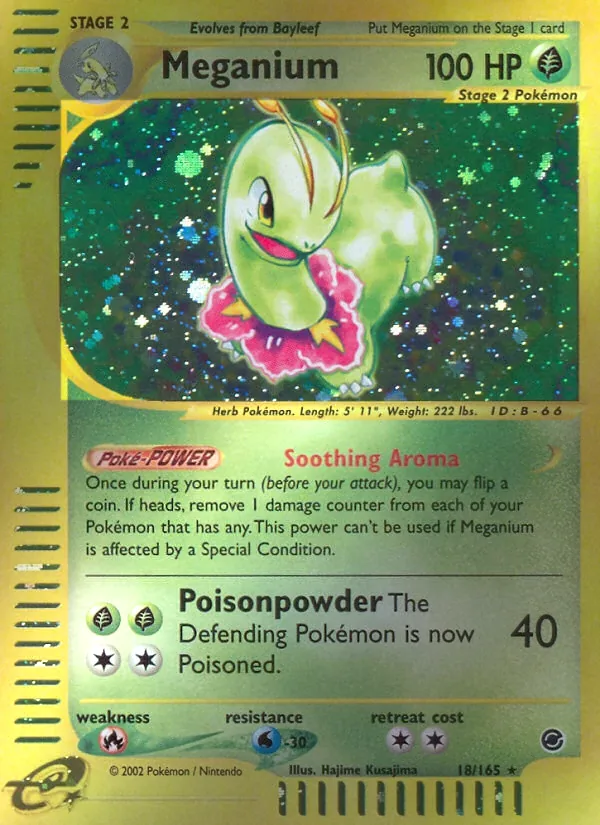 STAGE 2
Evolves from Bayleef
Put Meganium on the Stage 1 card
Meganium
100 HP
Stage 2 Pokémon
Herb Pokémon. Length: 5' 11", Weight: 222 lbs. ID:B-66
Poké-POWER
Soothing Aroma
Once during your turn (before your attack), you may flip a
coin. If heads, remove 1 damage counter from each of your
Pokémon that has any. This power can't be used if Meganium
is affected by a Special Condition.
Poisonpowder The
Defending Pokémon is now
Poisoned.
40
weakness
resistance
retreat cost
-30
© 2002 Pokémon / Nintendo
Illus. Hajime Kusajima
18/165 ★
e